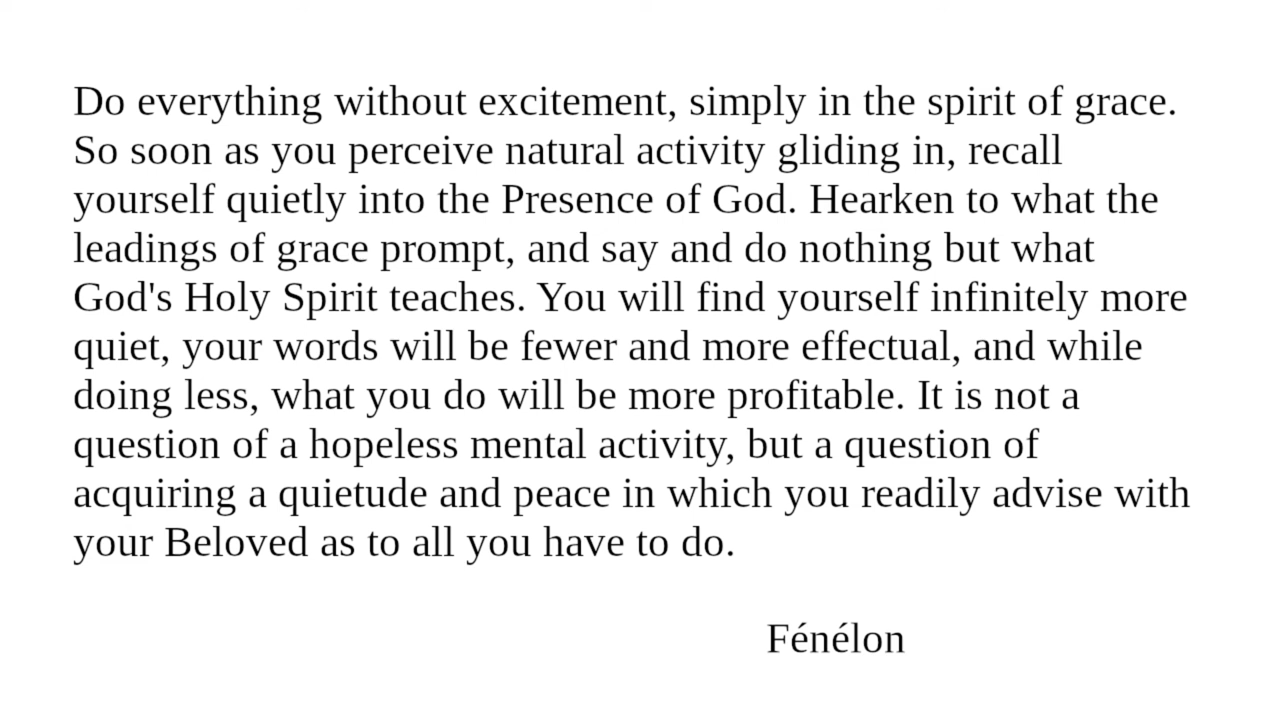 Do everything without excitement, simply in the spirit of grace.
So soon as you perceive natural activity gliding in, recall
yourself quietly into the Presence of God. Hearken to what the
leadings of grace prompt, and say and do nothing but what
God's Holy Spirit teaches. You will find yourself infinitely more
quiet, your words will be fewer and more effectual, and while
doing less, what you do will be more profitable. It is not a
question of a hopeless mental activity, but a question of
acquiring a quietude and peace in which you readily advise with
your Beloved as to all you have to do.
Fénélon